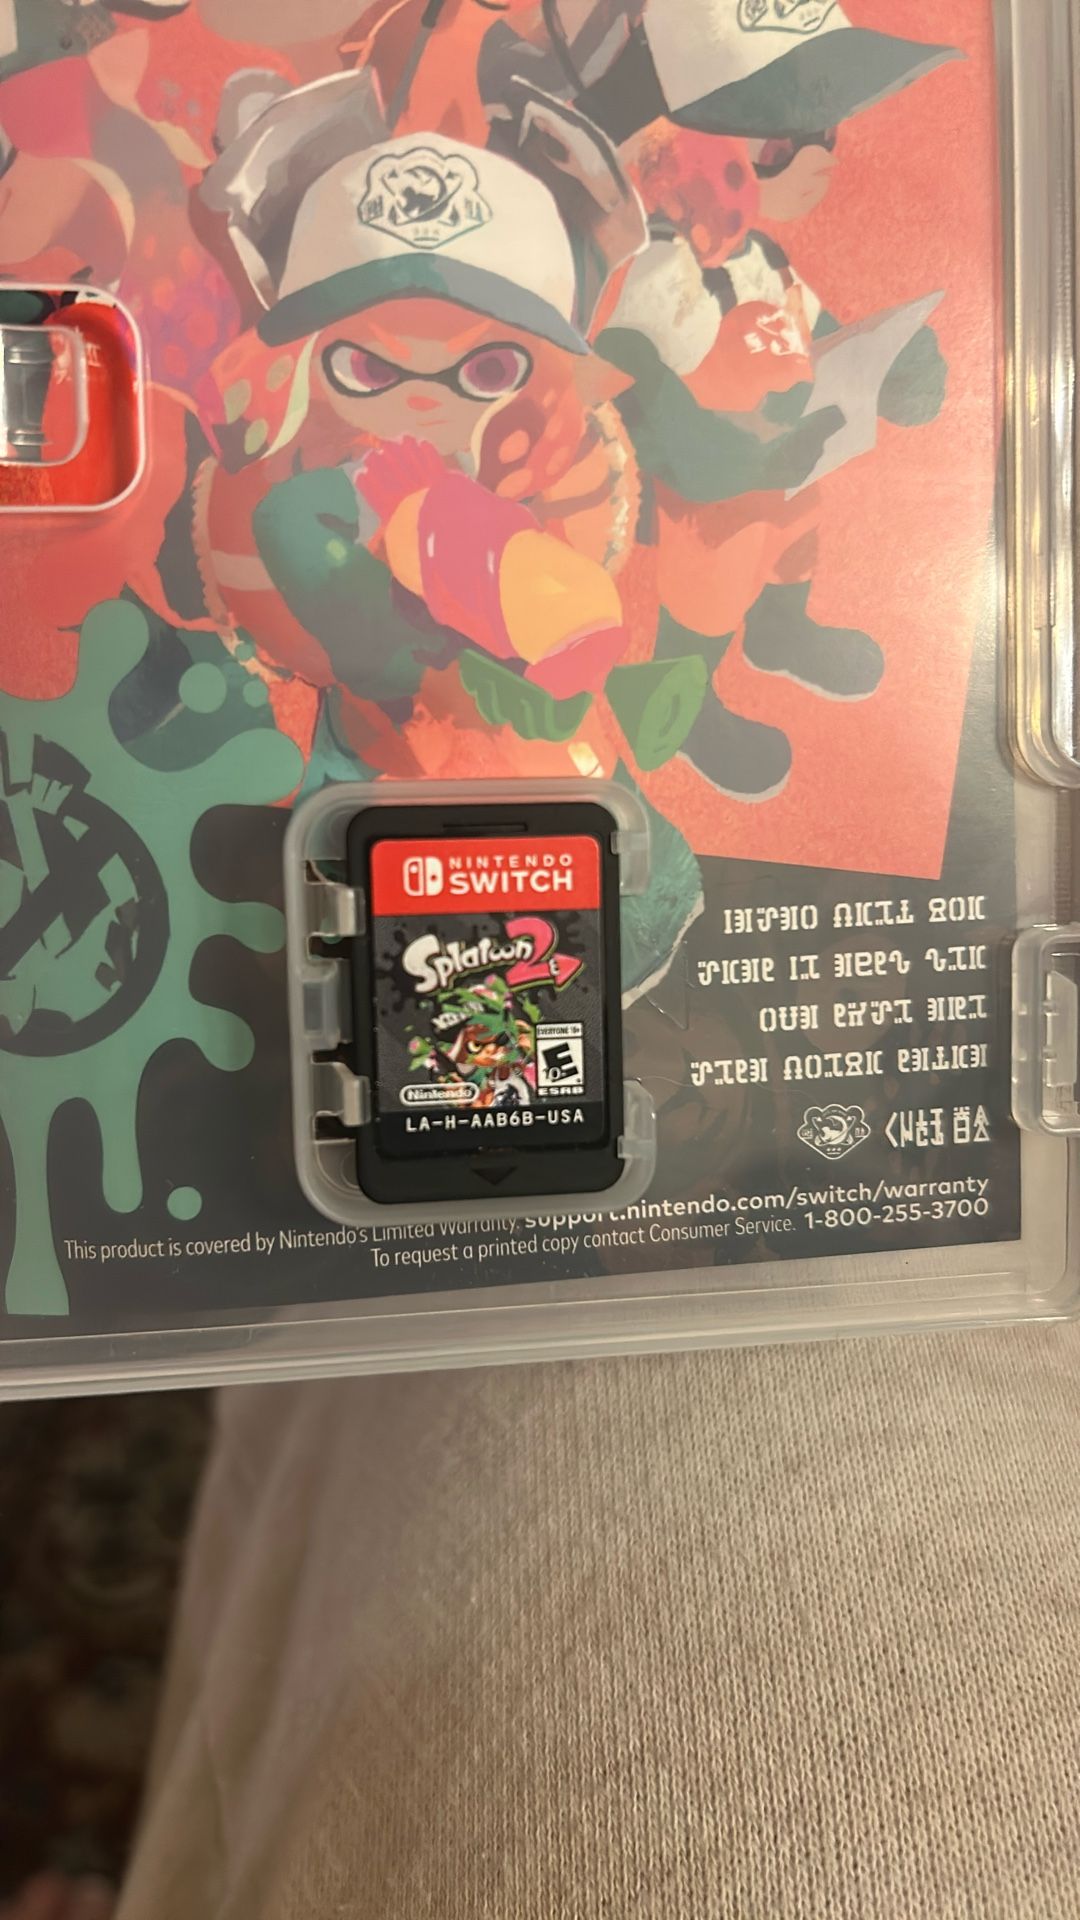 NINTENDO
SWITCH
Splatoon 2
EVERYONE 10+
E
ESRB
Nintendo
LA-H-AAB6B-USA
This product is covered by Nintendo's Limited Warranty. support.nintendo.com/switch/warranty
To request a printed copy contact Consumer Service. 1-800-255-3700